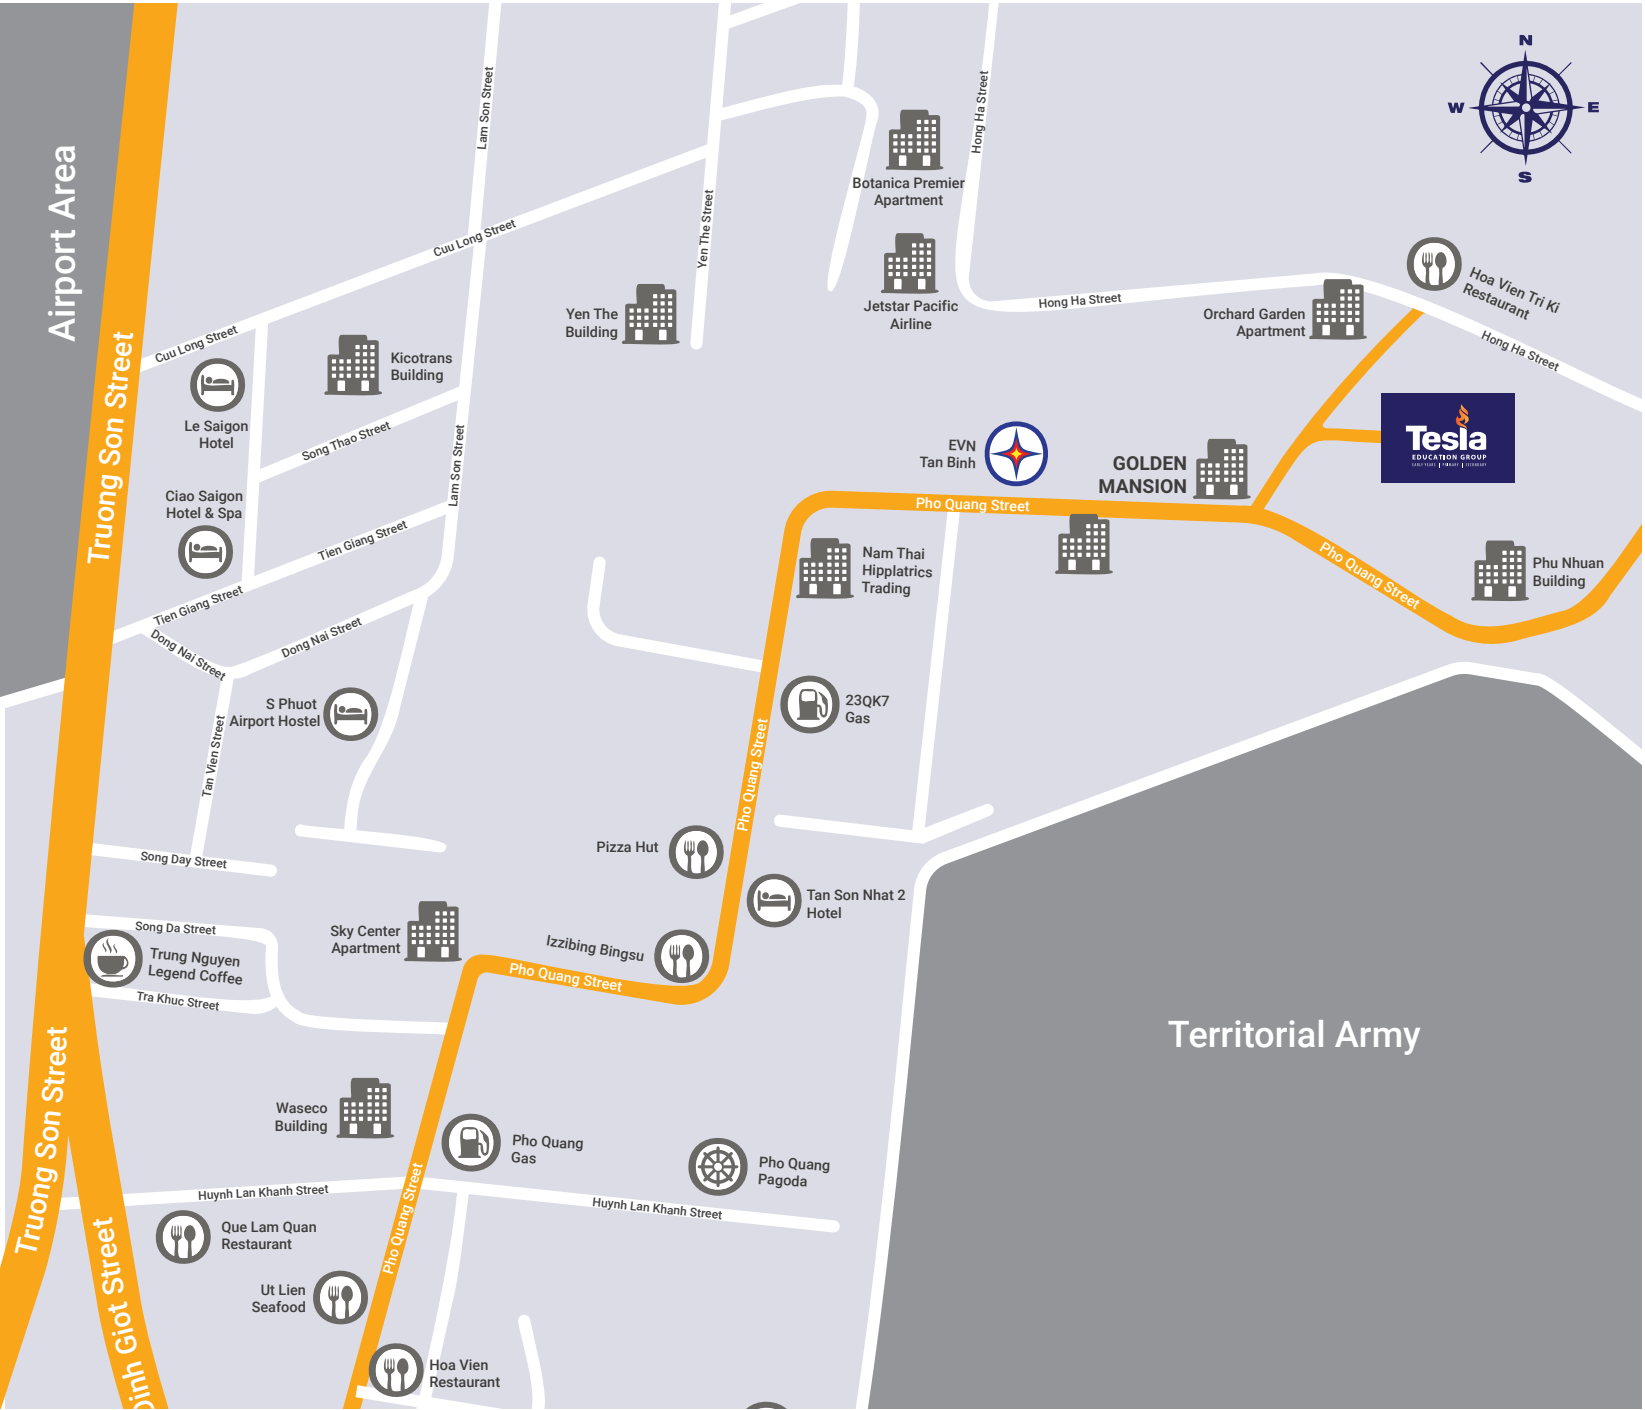 N
W
E
S
Airport Area
Lam Son Street
Hong Ha Street
Botanica Premier
Apartment
Yen The Street
Cuu Long Street
Jetstar Pacific
Airline
Hong Ha Street
Hoa Vien Tri Ki
Restaurant
Orchard Garden
Apartment
Hong Ha Street
Yen The
Building
Cuu Long Street
Kicotrans
Building
Le Saigon
Hotel
Song Thao Street
Lam Son Street
Truong Son Street
Ciao Saigon
Hotel & Spa
Tien Giang Street
EVN
Tan Binh
GOLDEN
MANSION
Tesla
EDUCATION GROUP
EARLY YEARS | PRIMARY | SECONDARY
Pho Quang Street
Pho Quang Street
Nam Thai
Hipplatrics
Trading
Phu Nhuan
Building
Tien Giang Street
Dong Nai Street
Dong Nai Street
S Phuot
Airport Hostel
Tan Vien Street
23QK7
Gas
Pho Quang Street
Pizza Hut
Song Day Street
Tan Son Nhat 2
Hotel
Song Da Street
Sky Center
Apartment
Izzibing Bingsu
Trung Nguyen
Legend Coffee
Pho Quang Street
Tra Khuc Street
Territorial Army
Truong Son Street
Waseco
Building
Pho Quang
Gas
Pho Quang
Pagoda
Huynh Lan Khanh Street
Huynh Lan Khanh Street
Pho Quang Street
Que Lam Quan
Restaurant
Dinh Giot Street
Ut Lien
Seafood
Hoa Vien
Restaurant